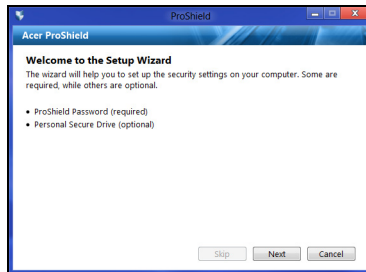 ProShield
Acer ProShield
Welcome to the Setup Wizard
The wizard will help you to set up the security settings on your computer. Some are
required, while others are optional.
• ProShield Password (required)
• Personal Secure Drive (optional)
Skip Next Cancel